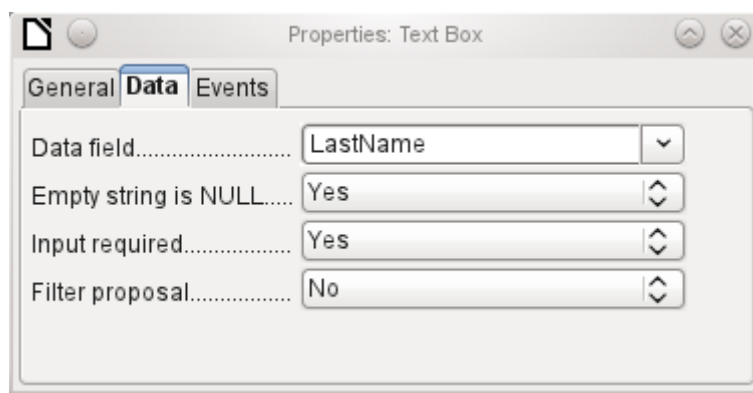 Properties: Text Box
General Data Events
Data field......................... LastName
Empty string is NULL..... Yes
Input required................. Yes
Filter proposal................ No